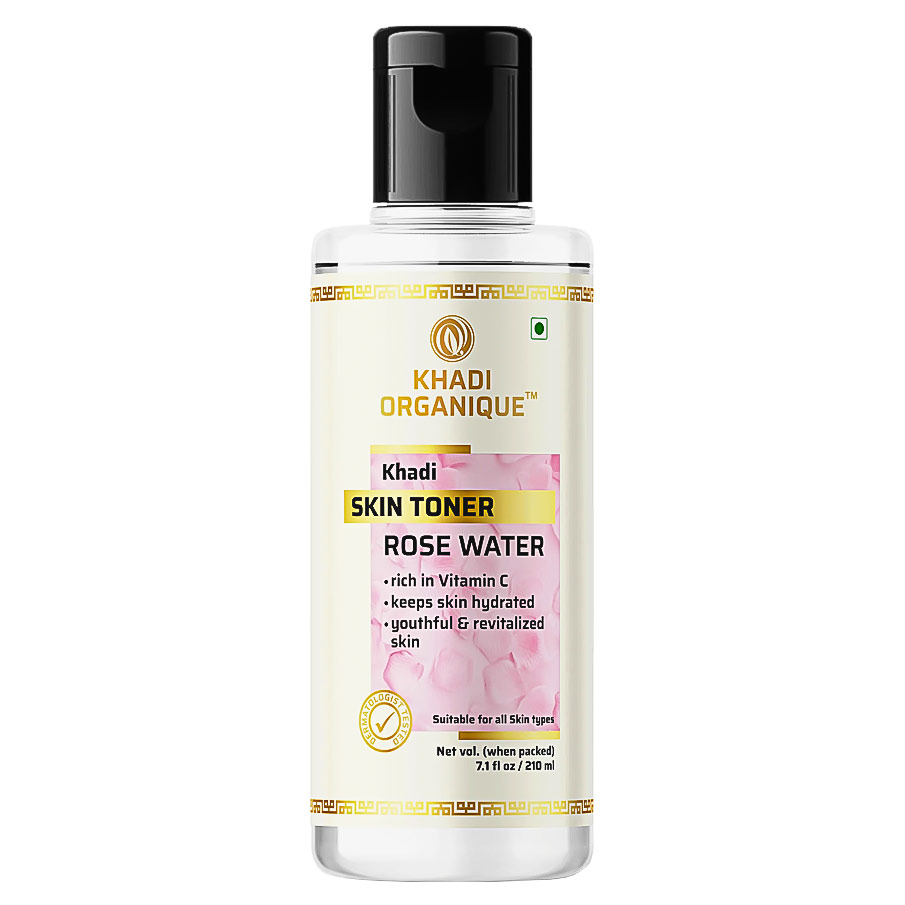 KHADI
ORGANIQUE™
Khadi
SKIN TONER
ROSE WATER
• rich in Vitamin C
• keeps skin hydrated
• youthful & revitalized
skin
DERMATOLOGIST TESTED
Suitable for all Skin types
Net vol. (when packed)
7.1 fl oz / 210 ml